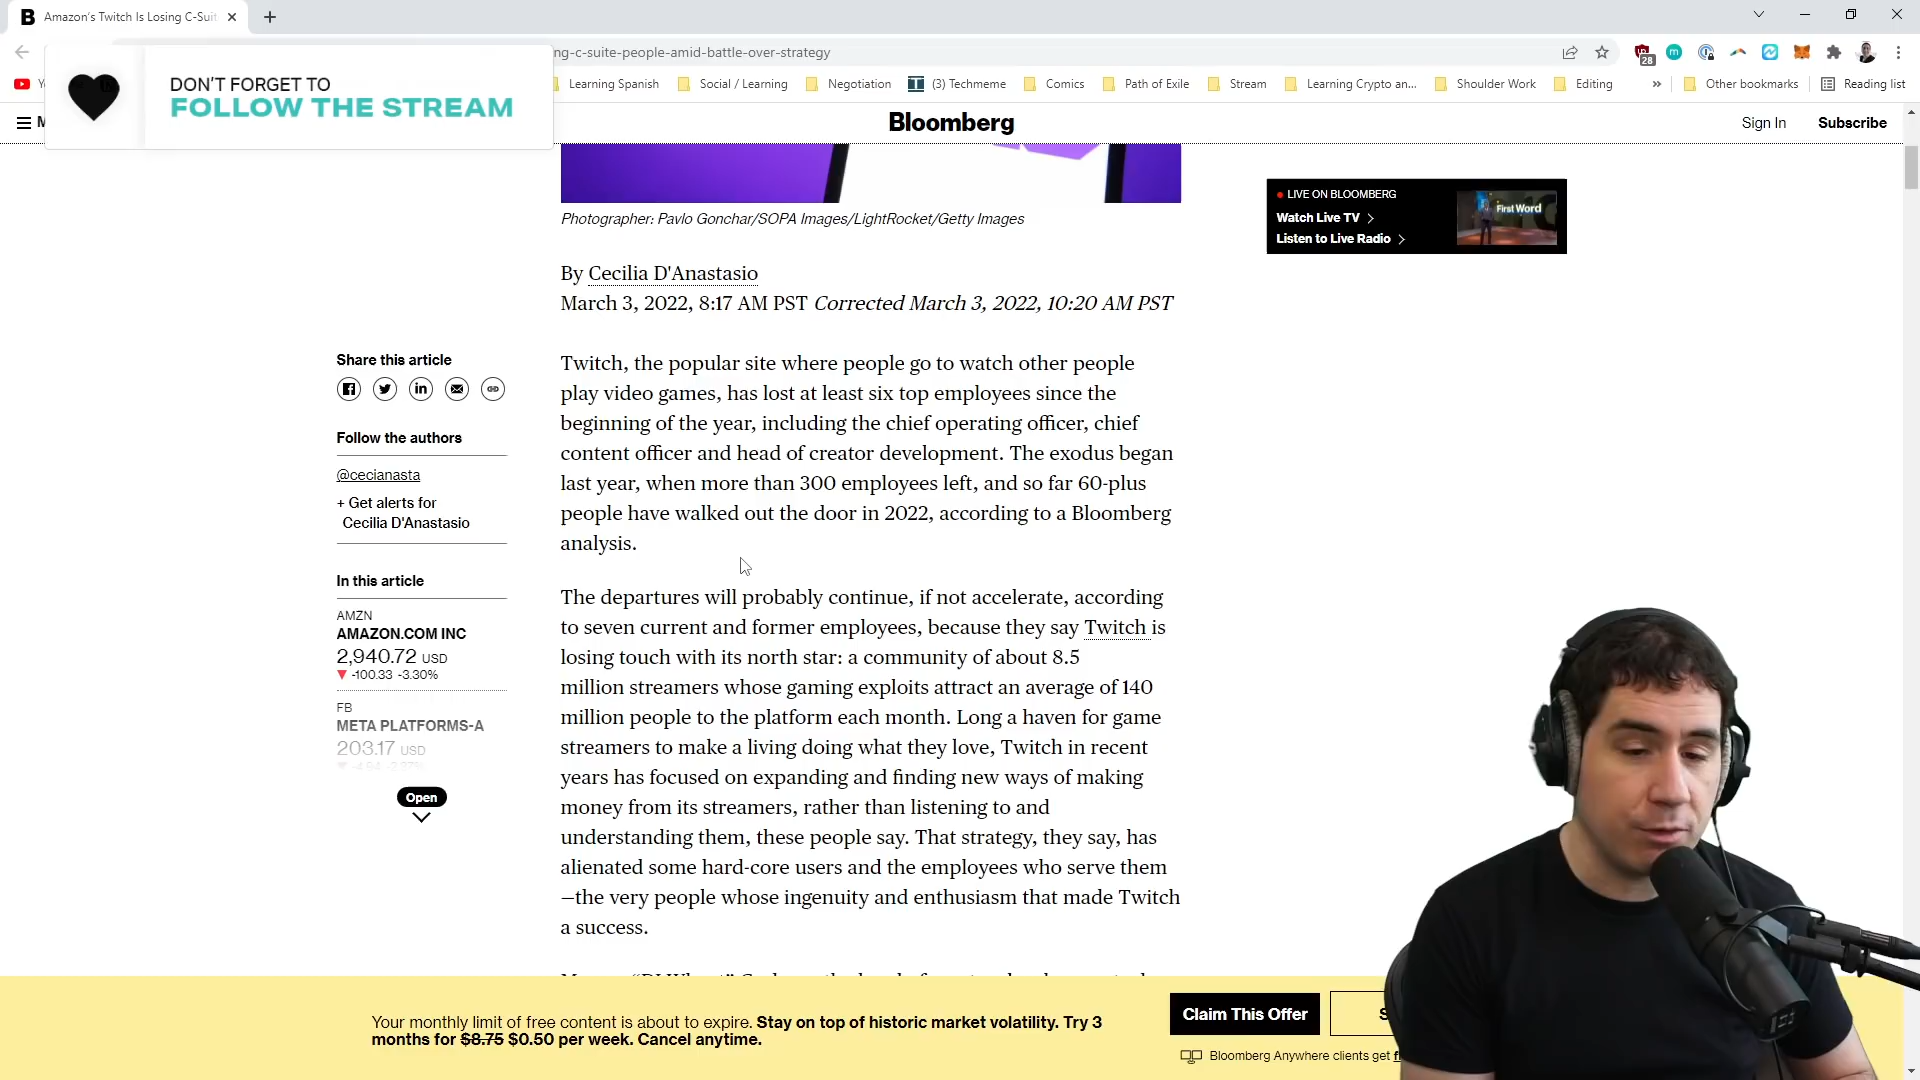 Amazon's Twitch Is Losing C-Suit
DON'T FORGET TO
FOLLOW THE STREAM
ng-c-suite-people-amid-battle-over-strategy
28
Learning Spanish
Social / Learning
Negotiation
(3) Techmeme
Comics
Path of Exile
Stream
Learning Crypto an...
Shoulder Work
Editing
Other bookmarks
Reading list
Bloomberg
Sign In
Subscribe
LIVE ON BLOOMBERG
Watch Live TV
Listen to Live Radio
First Word
Photographer: Pavlo Gonchar/SOPA Images/LightRocket/Getty Images
By Cecilia D'Anastasio
March 3, 2022, 8:17 AM PST Corrected March 3, 2022, 10:20 AM PST
Share this article
Follow the authors
@cecianasta
+ Get alerts for
Cecilia D'Anastasio
In this article
AMZN
AMAZON.COM INC
2,940.72 USD
▼ -100.33 -3.30%
FB
META PLATFORMS-A
203.17 USD
Open
Twitch, the popular site where people go to watch other people
play video games, has lost at least six top employees since the
beginning of the year, including the chief operating officer, chief
content officer and head of creator development. The exodus began
last year, when more than 300 employees left, and so far 60-plus
people have walked out the door in 2022, according to a Bloomberg
analysis.
The departures will probably continue, if not accelerate, according
to seven current and former employees, because they say Twitch is
losing touch with its north star: a community of about 8.5
million streamers whose gaming exploits attract an average of 140
million people to the platform each month. Long a haven for game
streamers to make a living doing what they love, Twitch in recent
years has focused on expanding and finding new ways of making
money from its streamers, rather than listening to and
understanding them, these people say. That strategy, they say, has
alienated some hard-core users and the employees who serve them
—the very people whose ingenuity and enthusiasm that made Twitch
a success.
Your monthly limit of free content is about to expire. Stay on top of historic market volatility. Try 3
months for $8.75 $0.50 per week. Cancel anytime.
Claim This Offer
Bloomberg Anywhere clients get